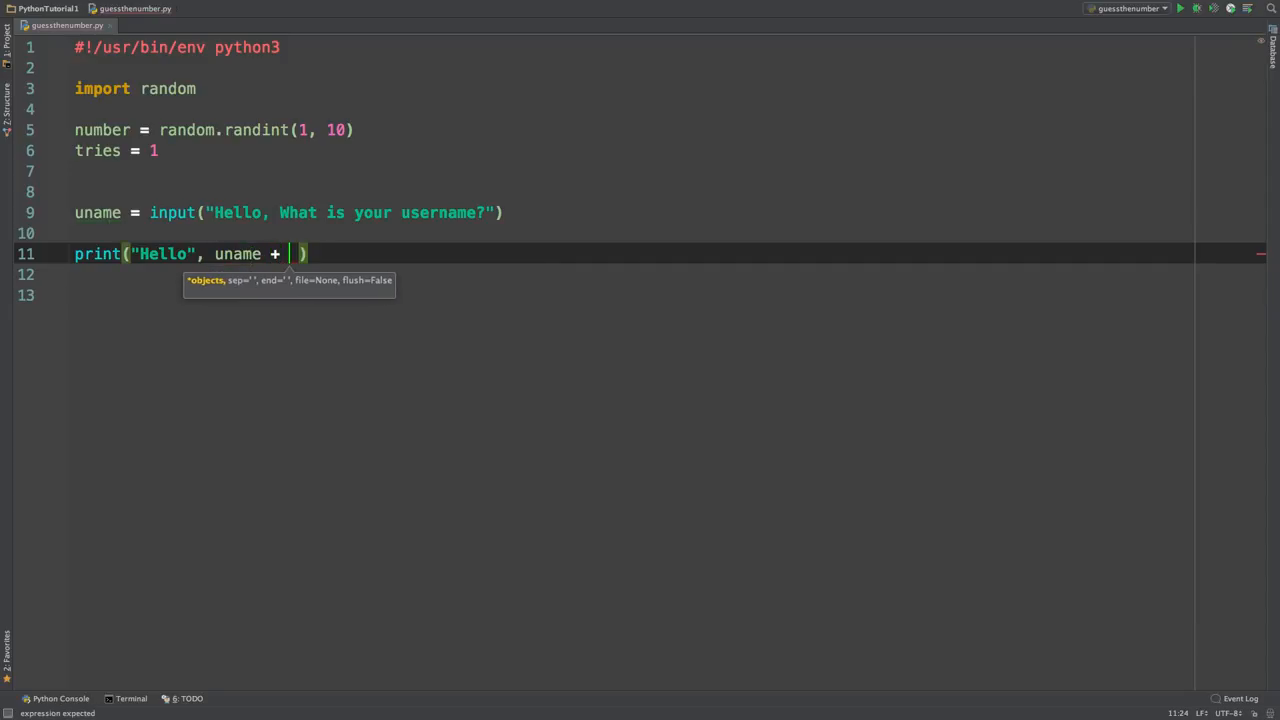 PythonTutorial1 guessthenumber.py guessthenumber
guessthenumber.py
1: Project
Z: Structure
2: Favorites
Database
1 #!/usr/bin/env python3
2
3 import random
4
5 number = random.randint(1, 10)
6 tries = 1
7
8
9 uname = input("Hello, What is your username?")
10
11 print("Hello", uname + )
*objects, sep=' ', end=' ', file=None, flush=False
12
13
Python Console Terminal 6: TODO Event Log
expression expected 11:24 LF÷ UTF-8÷